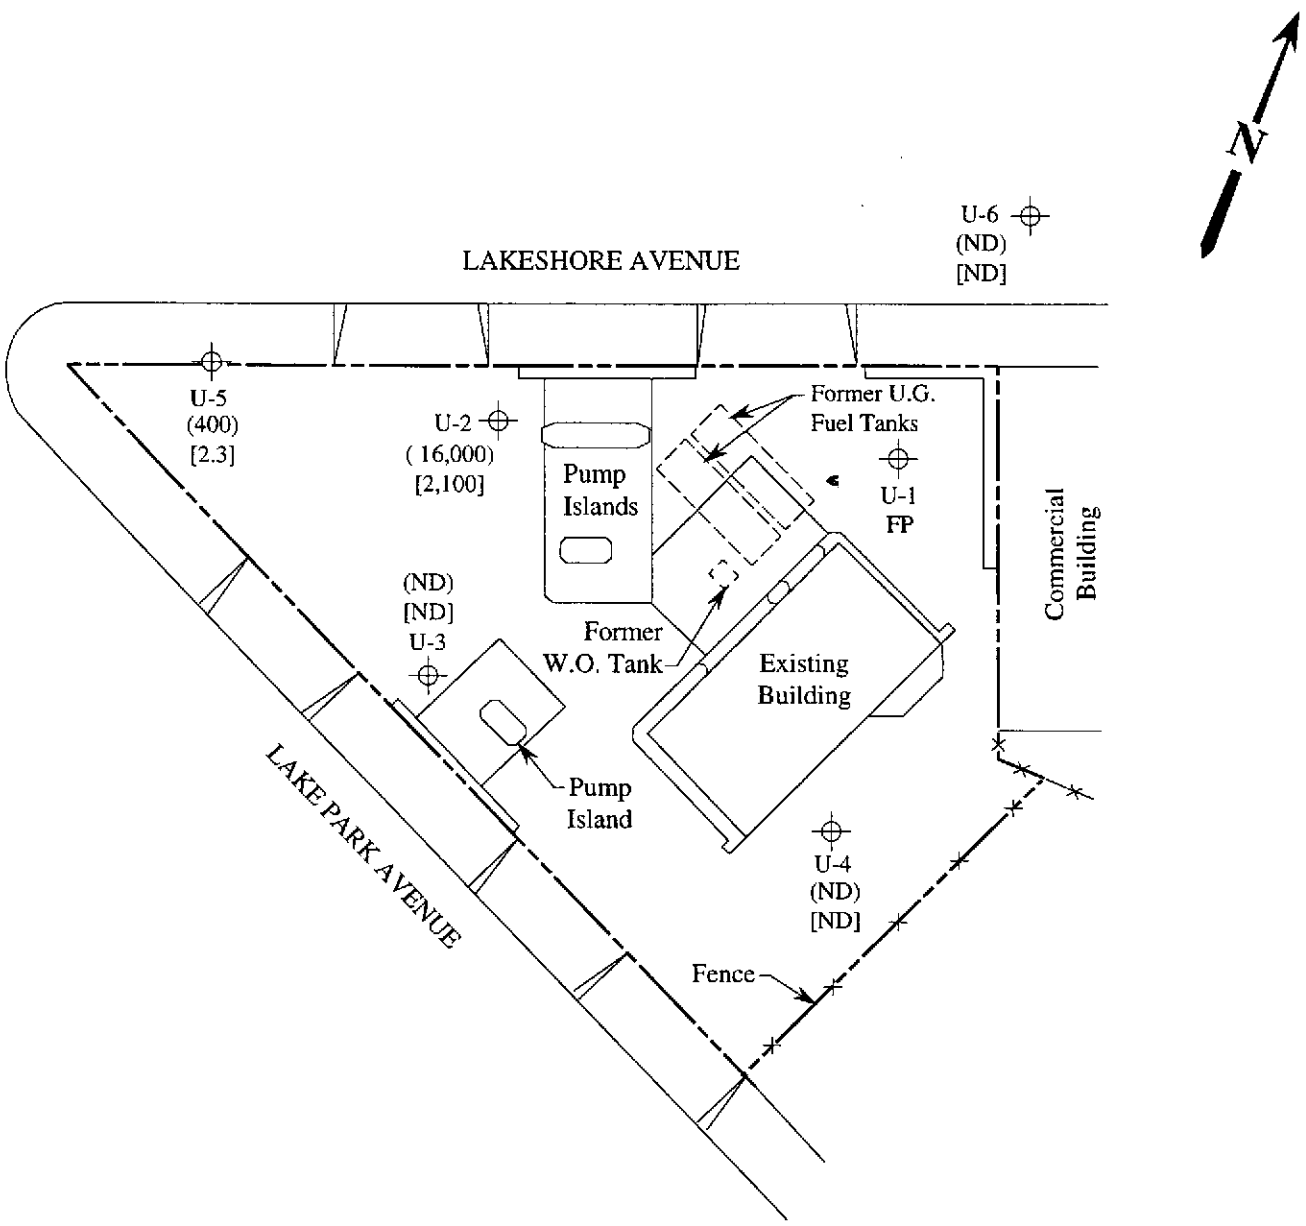 N
U-6
(ND)
[ND]
LAKESHORE AVENUE
U-5
(400)
[2.3]
U-2
( 16,000)
[2,100]
Pump
Islands
Former U.G.
Fuel Tanks
U-1
FP
Commercial
Building
(ND)
[ND]
U-3
Former
W.O. Tank
Existing
Building
Pump
Island
LAKE PARK AVENUE
U-4
(ND)
[ND]
Fence